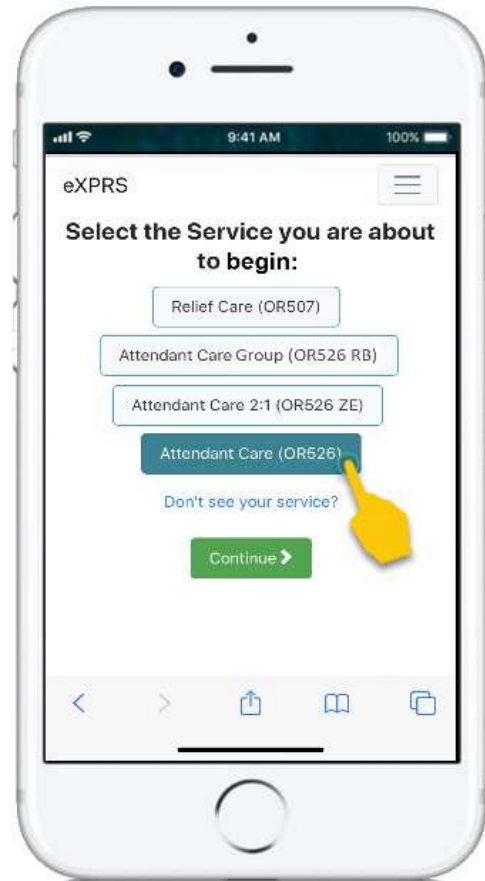 9:41 AM 100%
eXPRS
Select the Service you are about
to begin:
Relief Care (OR507)
Attendant Care Group (OR526 RB)
Attendant Care 2:1 (OR526 ZE)
Attendant Care (OR526)
Don't see your service?
Continue